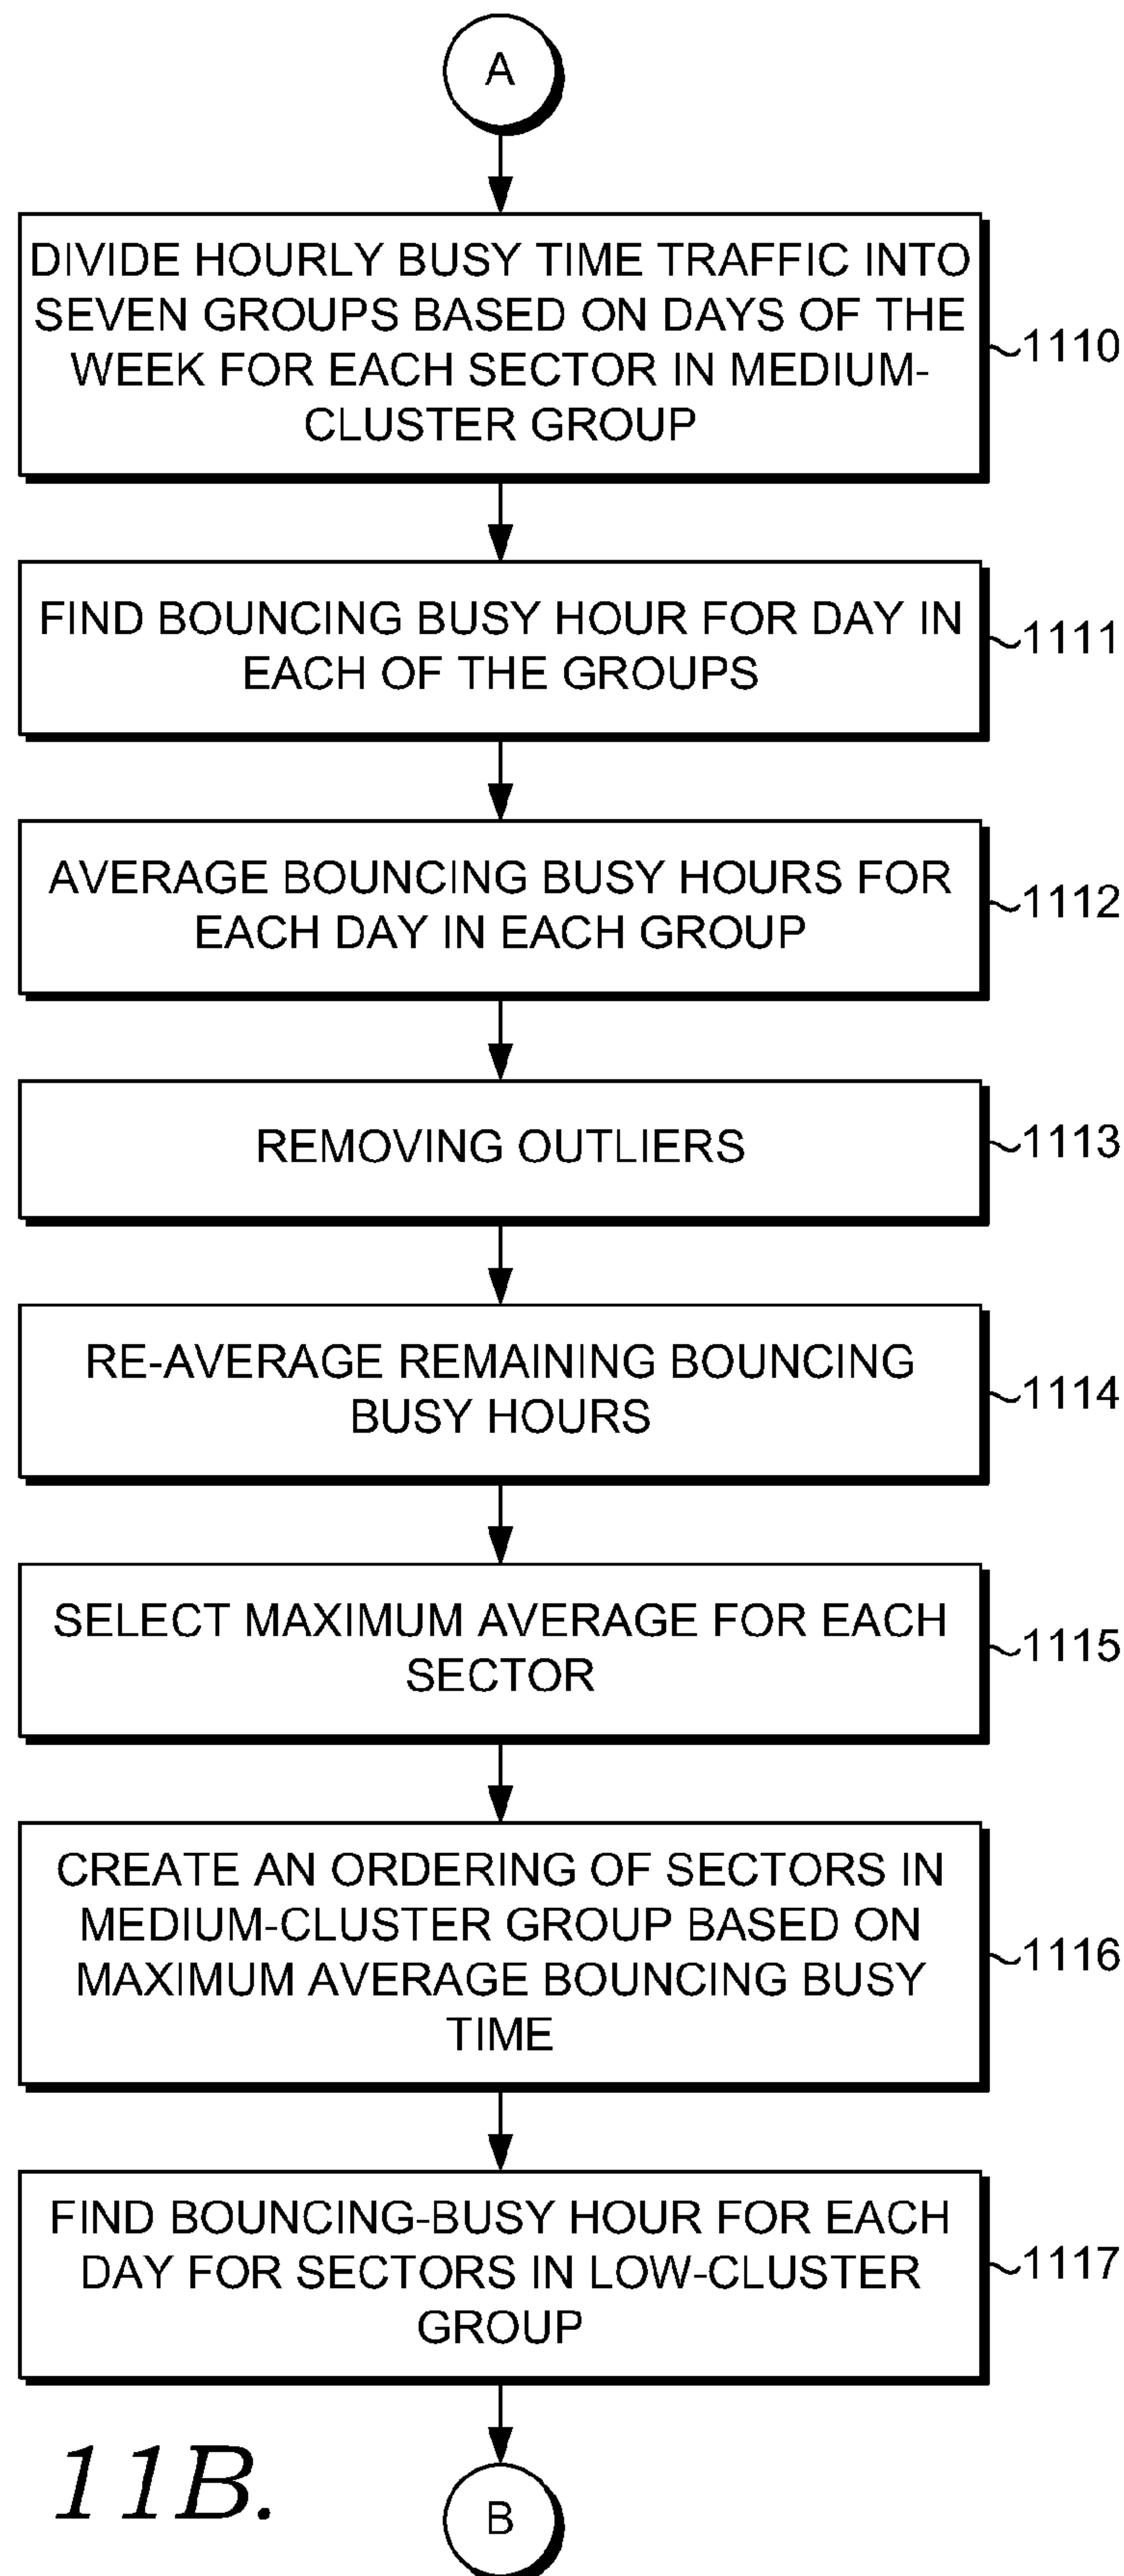 A
DIVIDE HOURLY BUSY TIME TRAFFIC INTO
SEVEN GROUPS BASED ON DAYS OF THE
WEEK FOR EACH SECTOR IN MEDIUM-
CLUSTER GROUP
1110
FIND BOUNCING BUSY HOUR FOR DAY IN
EACH OF THE GROUPS
1111
AVERAGE BOUNCING BUSY HOURS FOR
EACH DAY IN EACH GROUP
1112
REMOVING OUTLIERS
1113
RE-AVERAGE REMAINING BOUNCING
BUSY HOURS
1114
SELECT MAXIMUM AVERAGE FOR EACH
SECTOR
1115
CREATE AN ORDERING OF SECTORS IN
MEDIUM-CLUSTER GROUP BASED ON
MAXIMUM AVERAGE BOUNCING BUSY
TIME
1116
FIND BOUNCING-BUSY HOUR FOR EACH
DAY FOR SECTORS IN LOW-CLUSTER
GROUP
1117
11B.
B